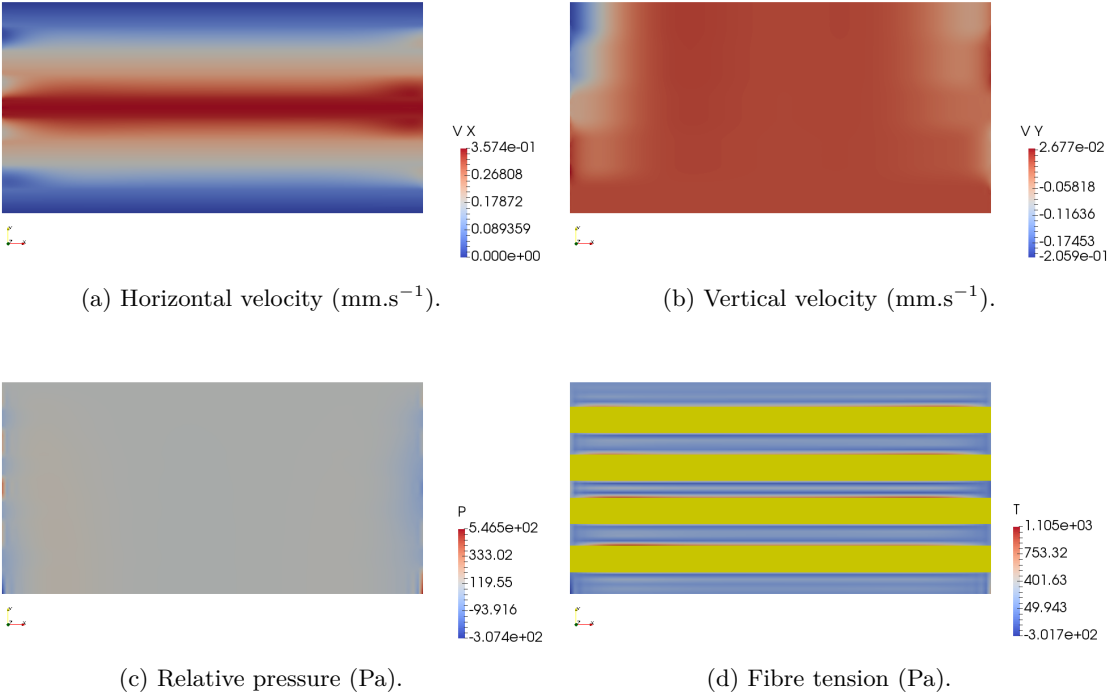 V X
3.574e-01
0.26808
0.17872
0.089359
0.000e+00
V Y
2.677e-02
-0.05818
-0.11636
-0.17453
-2.059e-01
(a) Horizontal velocity (mm.s⁻¹).
(b) Vertical velocity (mm.s⁻¹).
P
5.465e+02
333.02
119.55
-93.916
-3.074e+02
T
1.105e+03
753.32
401.63
49.943
-3.017e+02
(c) Relative pressure (Pa).
(d) Fibre tension (Pa).